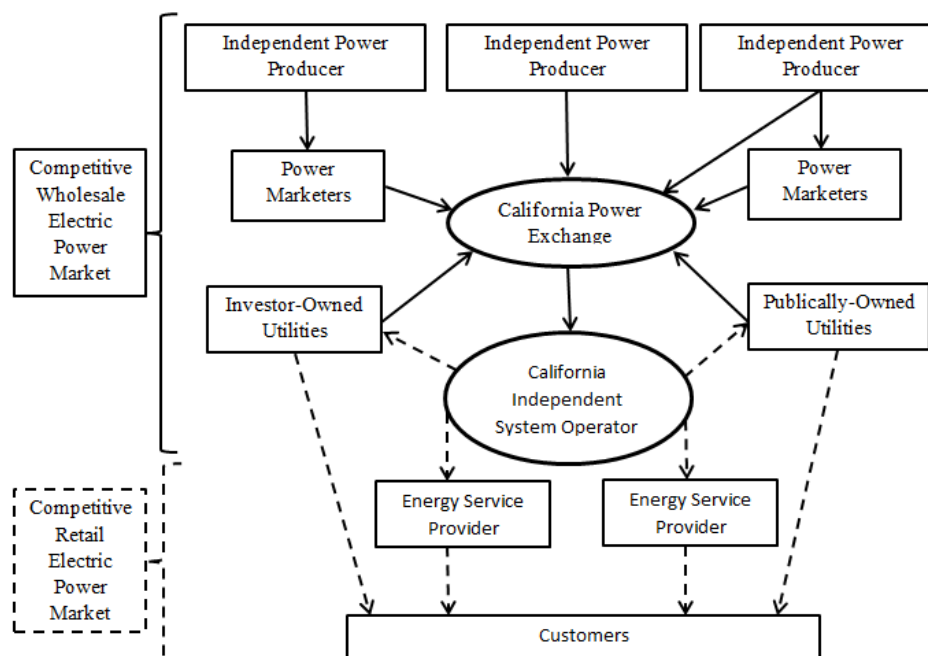 Independent Power
Producer
Independent Power
Producer
Independent Power
Producer
Competitive
Wholesale
Electric
Power
Market
Power
Marketers
Power
Marketers
California Power
Exchange
Investor-Owned
Utilities
Publically-Owned
Utilities
California
Independent
System Operator
Competitive
Retail
Electric
Power
Market
Energy Service
Provider
Energy Service
Provider
Customers